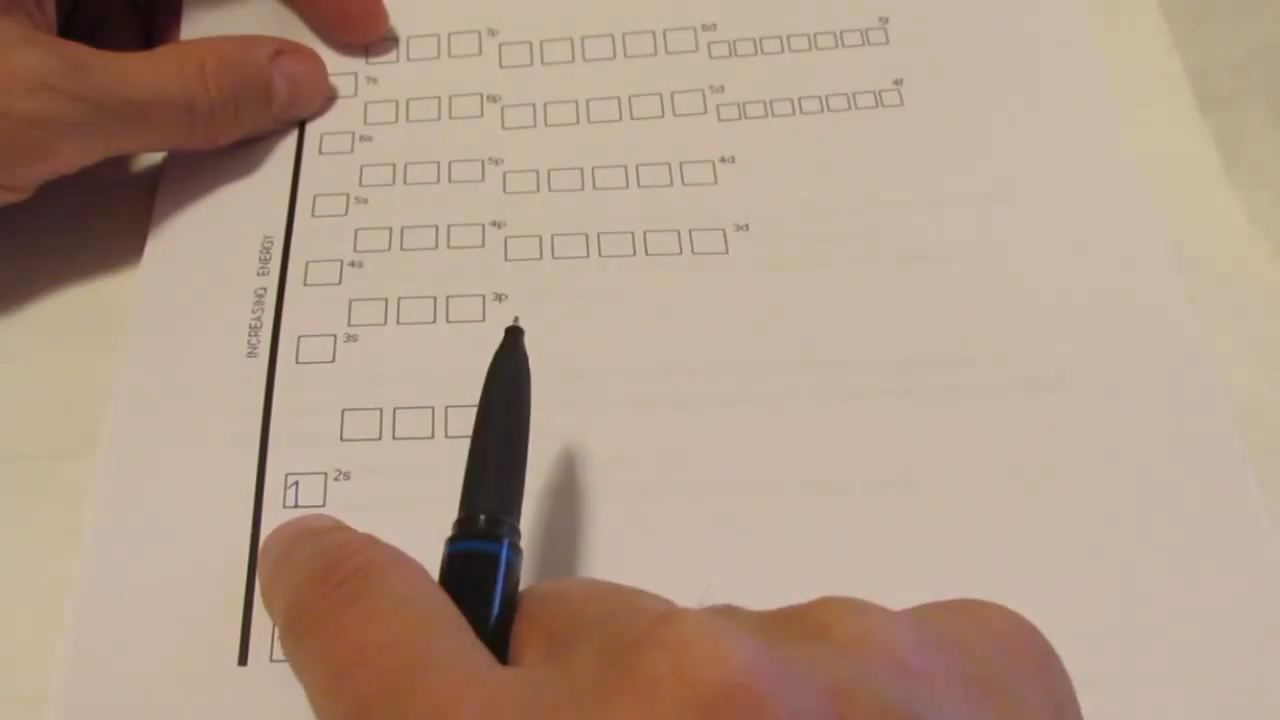 7p 6d 5f
7s
6p 5d 4f
6s
5p 4d
5s
4p 3d
4s
3p
3s
1 2s
INCREASING ENERGY